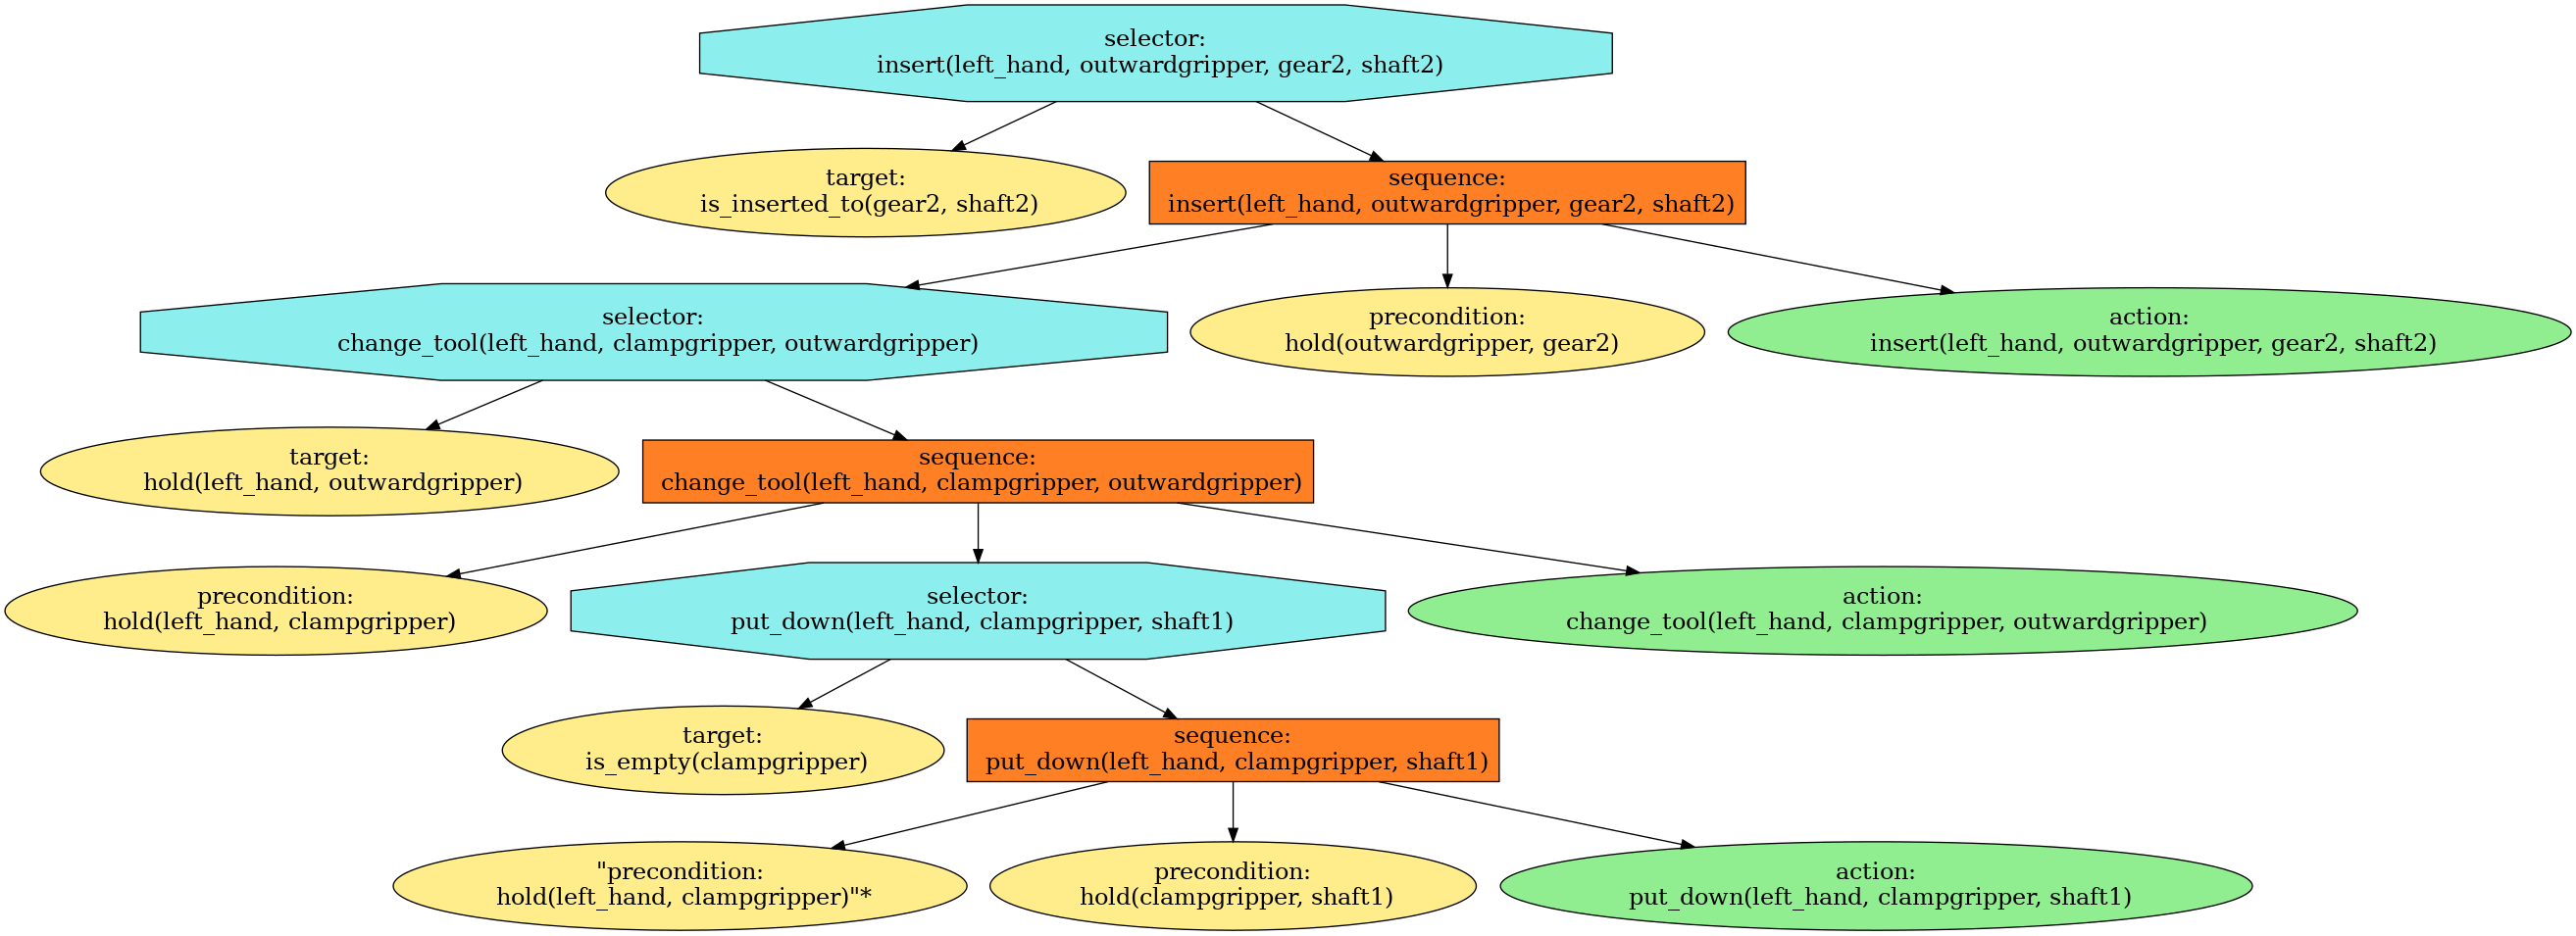 selector:
insert(left_hand, outwardgripper, gear2, shaft2)
target:
is_inserted_to(gear2, shaft2)
sequence:
insert(left_hand, outwardgripper, gear2, shaft2)
selector:
change_tool(left_hand, clampgripper, outwardgripper)
precondition:
hold(outwardgripper, gear2)
action:
insert(left_hand, outwardgripper, gear2, shaft2)
target:
hold(left_hand, outwardgripper)
sequence:
change_tool(left_hand, clampgripper, outwardgripper)
precondition:
hold(left_hand, clampgripper)
selector:
put_down(left_hand, clampgripper, shaft1)
action:
change_tool(left_hand, clampgripper, outwardgripper)
target:
is_empty(clampgripper)
sequence:
put_down(left_hand, clampgripper, shaft1)
"precondition:
hold(left_hand, clampgripper)"*
precondition:
hold(clampgripper, shaft1)
action:
put_down(left_hand, clampgripper, shaft1)